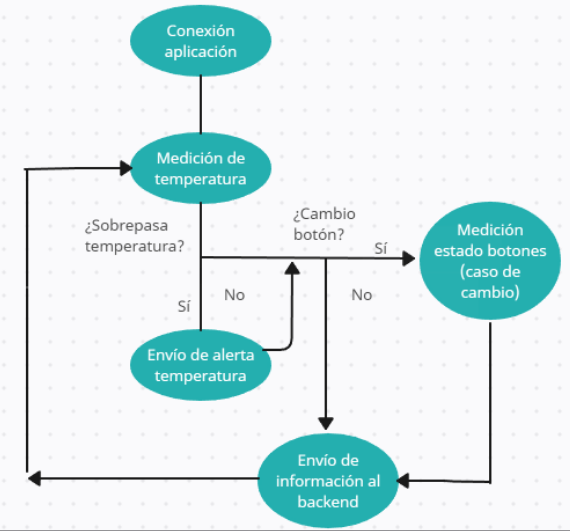 Conexión
aplicación
Medición de
temperatura
¿Sobrepasa
temperatura?
¿Cambio
botón?
Sí
Medición
estado botones
(caso de
cambio)
No
No
Sí
Envío de alerta
temperatura
Envío de
información al
backend